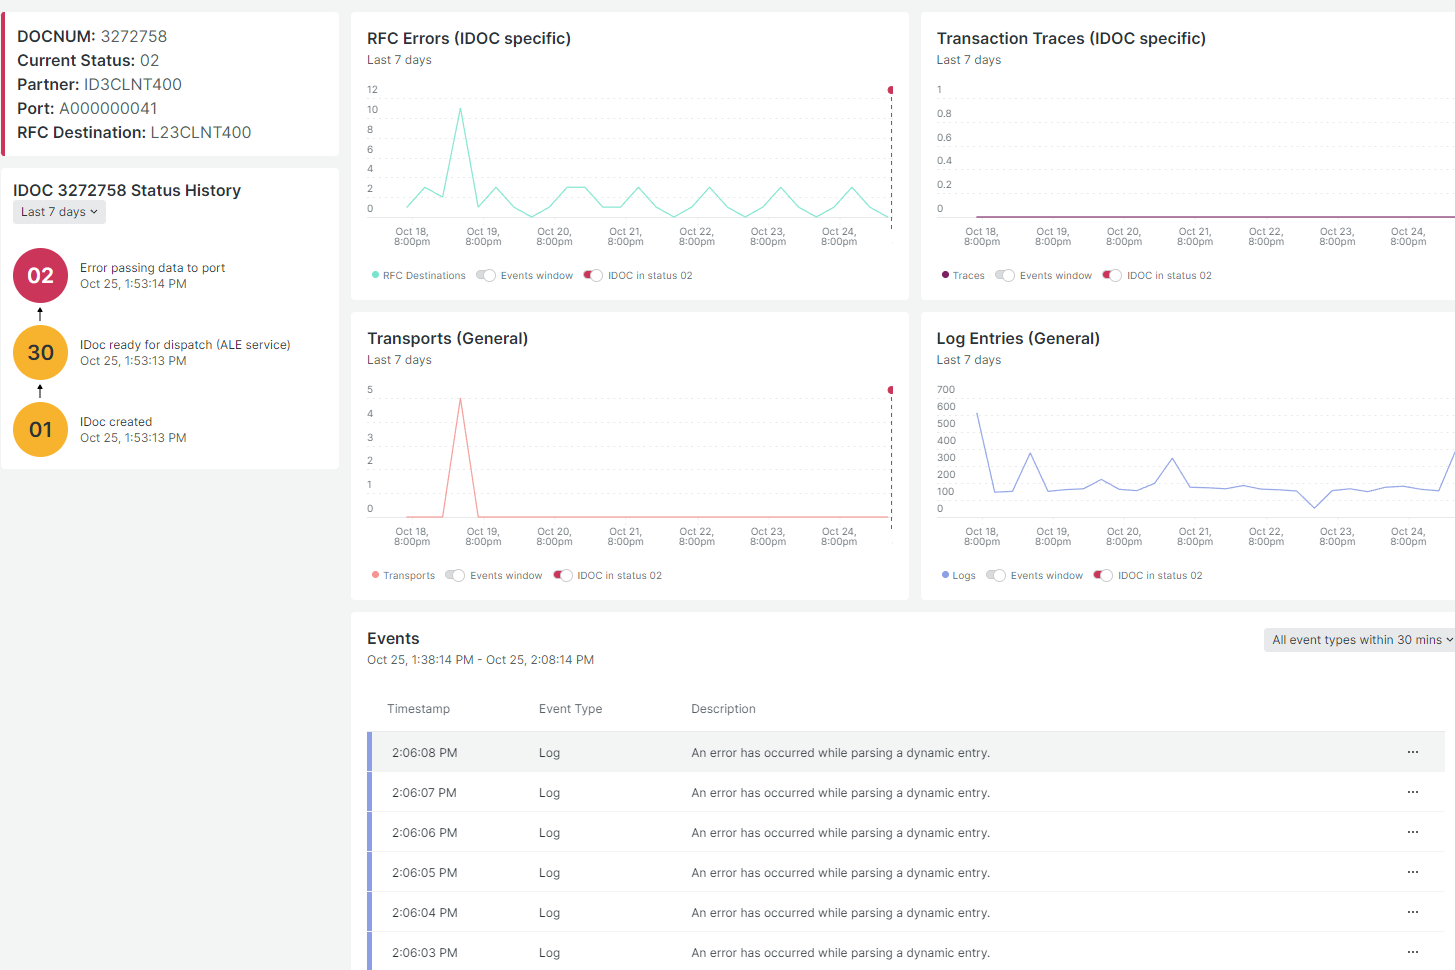 DOCNUM: 3272758
Current Status: 02
Partner: ID3CLNT400
Port: A000000041
RFC Destination: L23CLNT400
IDOC 3272758 Status History
Last 7 days
02
Error passing data to port
Oct 25, 1:53:14 PM
30
IDoc ready for dispatch (ALE service)
Oct 25, 1:53:13 PM
01
IDoc created
Oct 25, 1:53:13 PM
RFC Errors (IDOC specific)
Last 7 days
12
10
8
6
4
2
0
Oct 18, Oct 19, Oct 20, Oct 21, Oct 22, Oct 23, Oct 24,
8:00pm 8:00pm 8:00pm 8:00pm 8:00pm 8:00pm 8:00pm
RFC Destinations Events window IDOC in status 02
Transaction Traces (IDOC specific)
Last 7 days
1
0.8
0.6
0.4
0.2
0
Oct 18, Oct 19, Oct 20, Oct 21, Oct 22, Oct 23, Oct 24,
8:00pm 8:00pm 8:00pm 8:00pm 8:00pm 8:00pm 8:00pm
Traces Events window IDOC in status 02
Transports (General)
Last 7 days
5
4
3
2
1
0
Oct 18, Oct 19, Oct 20, Oct 21, Oct 22, Oct 23, Oct 24,
8:00pm 8:00pm 8:00pm 8:00pm 8:00pm 8:00pm 8:00pm
Transports Events window IDOC in status 02
Log Entries (General)
Last 7 days
700
600
500
400
300
200
100
0
Oct 18, Oct 19, Oct 20, Oct 21, Oct 22, Oct 23, Oct 24,
8:00pm 8:00pm 8:00pm 8:00pm 8:00pm 8:00pm 8:00pm
Logs Events window IDOC in status 02
Events
All event types within 30 mins
Oct 25, 1:38:14 PM - Oct 25, 2:08:14 PM
Timestamp Event Type Description
2:06:08 PM Log An error has occurred while parsing a dynamic entry. ...
2:06:07 PM Log An error has occurred while parsing a dynamic entry. ...
2:06:06 PM Log An error has occurred while parsing a dynamic entry. ...
2:06:05 PM Log An error has occurred while parsing a dynamic entry. ...
2:06:04 PM Log An error has occurred while parsing a dynamic entry. ...
2:06:03 PM Log An error has occurred while parsing a dynamic entry. ...